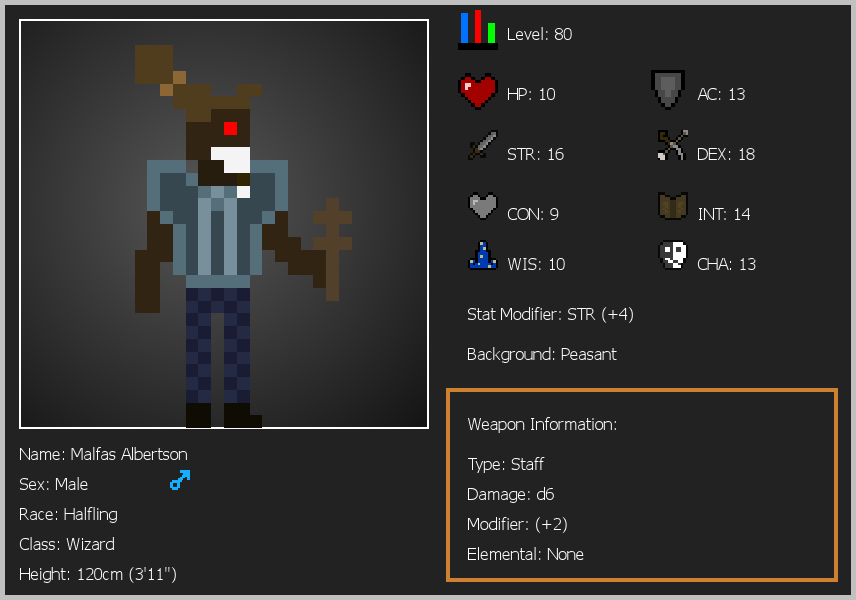 Level: 80
HP: 10
AC: 13
STR: 16
DEX: 18
CON: 9
INT: 14
WIS: 10
CHA: 13
Stat Modifier: STR (+4)
Background: Peasant
Weapon Information:
Type: Staff
Damage: d6
Modifier: (+2)
Elemental: None
Name: Malfas Albertson
Sex: Male
Race: Halfling
Class: Wizard
Height: 120cm (3'11")